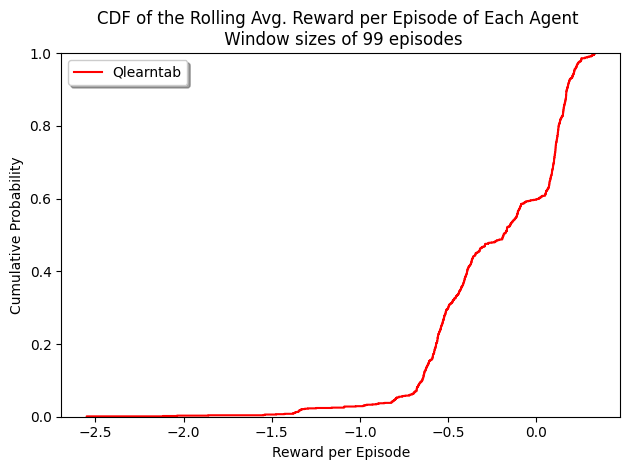 CDF of the Rolling Avg. Reward per Episode of Each Agent
Window sizes of 99 episodes
Qlearntab
1.0
0.8
0.6
0.4
0.2
0.0
Cumulative Probability
−2.5 −2.0 −1.5 −1.0 −0.5 0.0
Reward per Episode